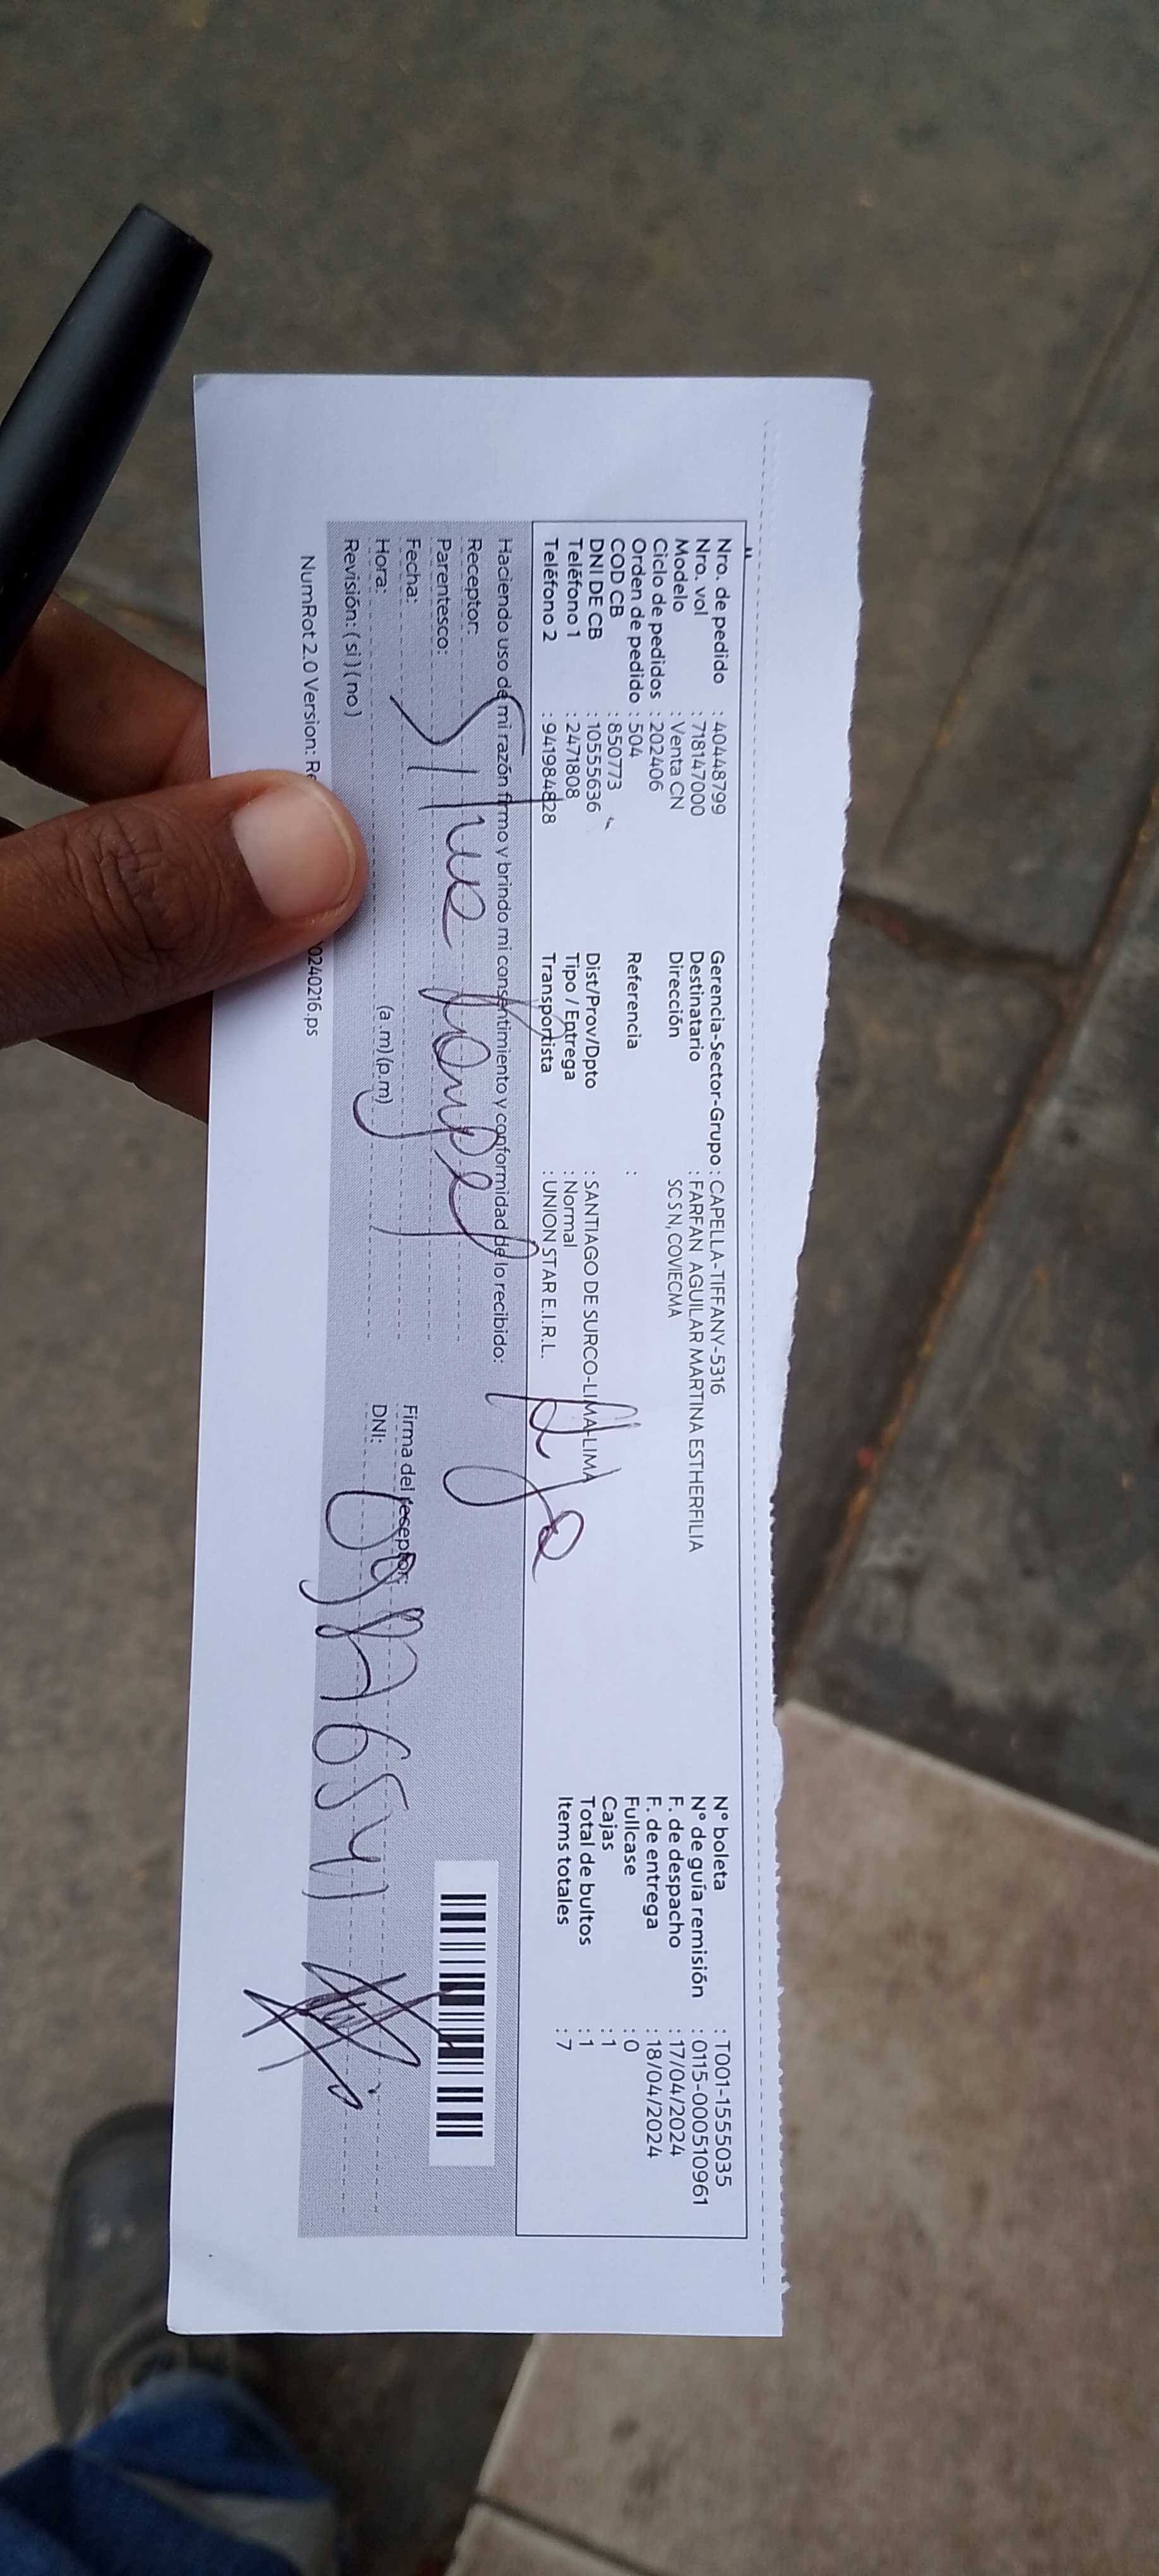 Nro. de pedido : 40448799
Nro. vol : 718147000
Modelo : Venta CN
Ciclo de pedidos : 202406
Orden de pedido : 504
COD CB : 850773
DNI DE CB : 10555636
Teléfono 1 : 2471808
Teléfono 2 : 941984828
Gerencia-Sector-Grupo : CAPELLA-TIFFANY-5316
Destinatario : FARFAN AGUILAR MARTINA ESTHERFILIA
Dirección SC S N, COVIECMA
Referencia :
Dist/Prov/Dpto : SANTIAGO DE SURCO-LIMA-LIMA
Tipo / Entrega : Normal
Transportista : UNION STAR E.I.R.L.
N° boleta : T001-1555035
N° de guía remisión : 0115-000510961
F. de despacho : 17/04/2024
F. de entrega : 18/04/2024
Fullcase : 0
Cajas : 1
Total de bultos : 1
Items totales : 7
Haciendo uso de mi razón firmo y brindo mi consentimiento y conformidad de lo recibido:
Receptor:
Parentesco:
Fecha:
Hora: (a.m) (p.m)
Revisión: ( si ) ( no )
Firma del receptor:
DNI:
NumRot 2.0 Version: Re 0240216.ps